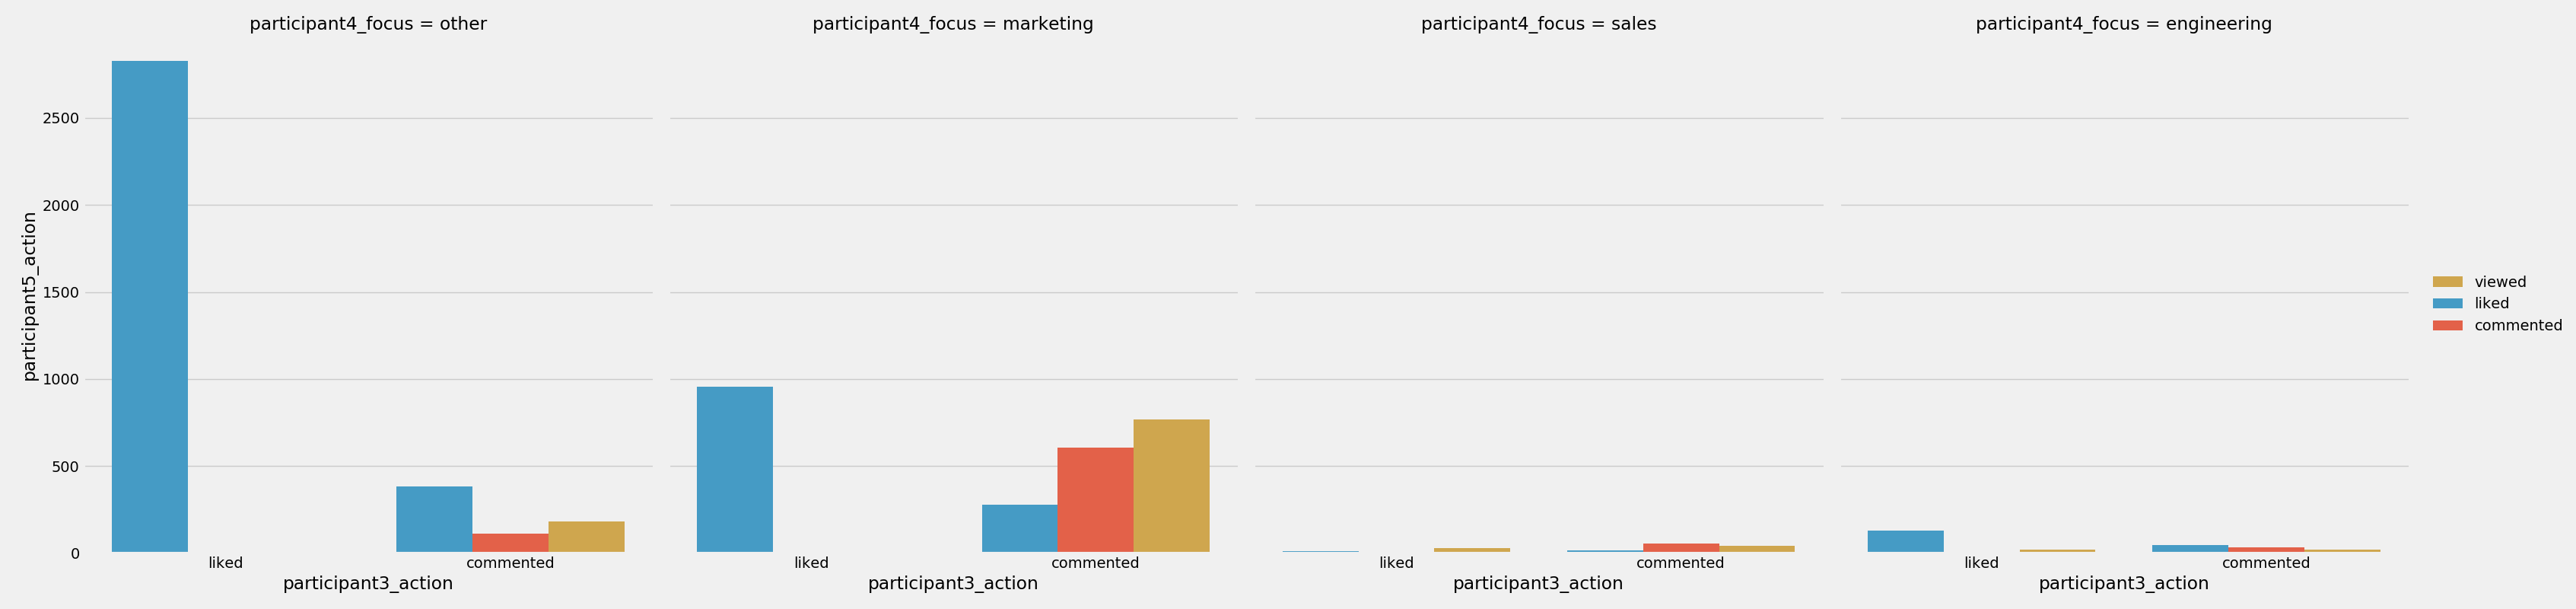 participant4_focus = other
participant4_focus = marketing
participant4_focus = sales
participant4_focus = engineering
participant5_action
2500
2000
1500
1000
500
0
liked
commented
participant3_action
liked
commented
participant3_action
liked
commented
participant3_action
liked
commented
participant3_action
viewed
liked
commented